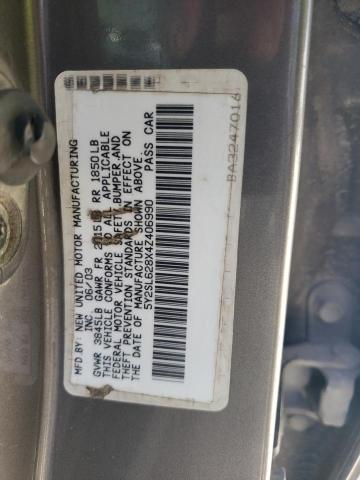 MFD.BY: NEW UNITED MOTOR MANUFACTURING
INC. 06/03
GVWR 3845LB GAWR FR 2015LB RR 1850LB
THIS VEHICLE CONFORMS TO ALL APPLICABLE
FEDERAL MOTOR VEHICLE SAFETY,BUMPER,AND
THEFT PREVENTION STANDARDS IN EFFECT ON
THE DATE OF MANUFACTURE SHOWN ABOVE.
5Y2SL628X4Z406990 PASS CAR
BA3247016